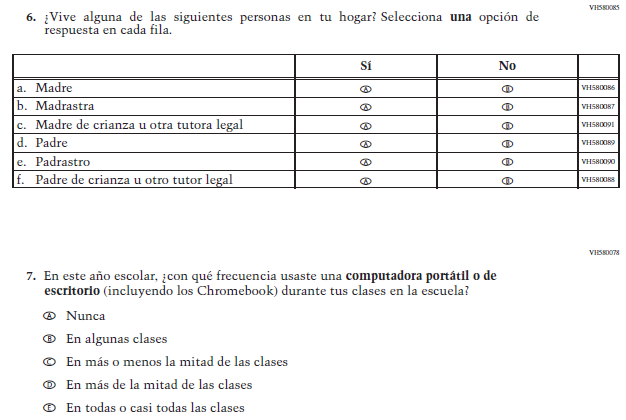 VH580085
6. ¿Vive alguna de las siguientes personas en tu hogar? Selecciona una opción de
respuesta en cada fila.
Sí No
a. Madre Ⓐ Ⓑ VH580086
b. Madrastra Ⓐ Ⓑ VH580087
c. Madre de crianza u otra tutora legal Ⓐ Ⓑ VH580091
d. Padre Ⓐ Ⓑ VH580089
e. Padrastro Ⓐ Ⓑ VH580090
f. Padre de crianza u otro tutor legal Ⓐ Ⓑ VH580088
VH580078
7. En este año escolar, ¿con qué frecuencia usaste una computadora portátil o de
escritorio (incluyendo los Chromebook) durante tus clases en la escuela?
Ⓐ Nunca
Ⓑ En algunas clases
Ⓒ En más o menos la mitad de las clases
Ⓓ En más de la mitad de las clases
Ⓔ En todas o casi todas las clases